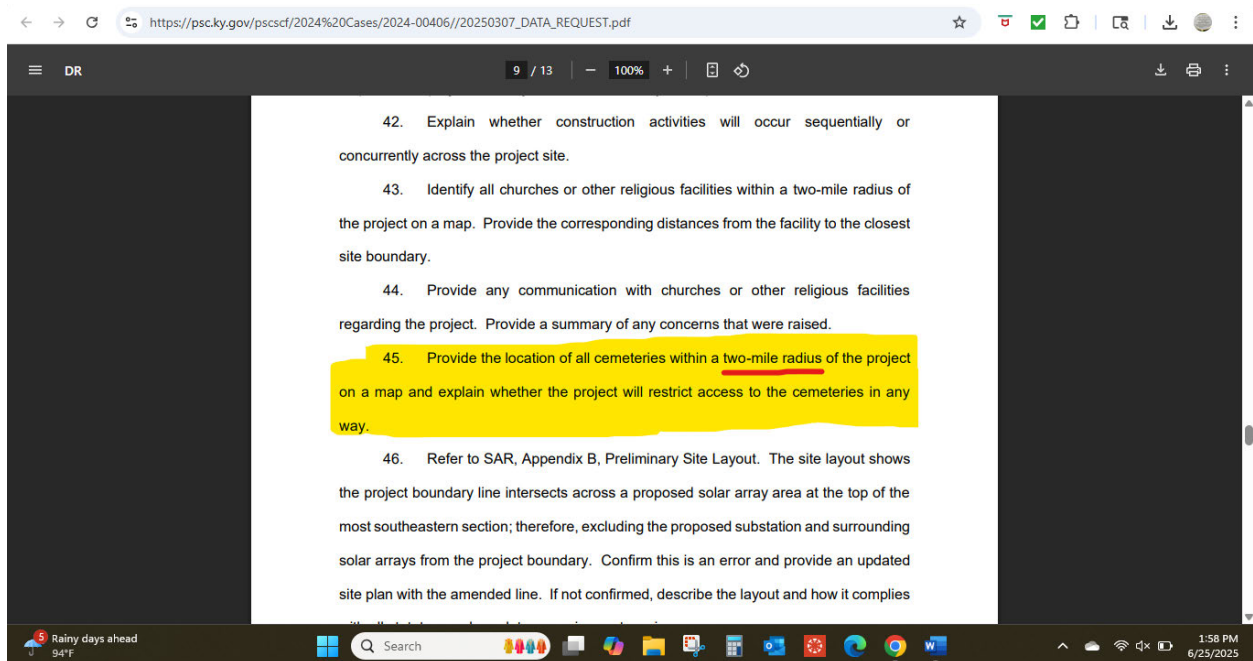 https://psc.ky.gov/pscscf/2024%20Cases/2024-00406//20250307_DATA_REQUEST.pdf
DR
9 / 13
100%
42. Explain whether construction activities will occur sequentially or
concurrently across the project site.
43. Identify all churches or other religious facilities within a two-mile radius of
the project on a map. Provide the corresponding distances from the facility to the closest
site boundary.
44. Provide any communication with churches or other religious facilities
regarding the project. Provide a summary of any concerns that were raised.
45. Provide the location of all cemeteries within a two-mile radius of the project
on a map and explain whether the project will restrict access to the cemeteries in any
way.
46. Refer to SAR, Appendix B, Preliminary Site Layout. The site layout shows
the project boundary line intersects across a proposed solar array area at the top of the
most southeastern section; therefore, excluding the proposed substation and surrounding
solar arrays from the project boundary. Confirm this is an error and provide an updated
site plan with the amended line. If not confirmed, describe the layout and how it complies
5
Rainy days ahead
94°F
Search
1:58 PM
6/25/2025